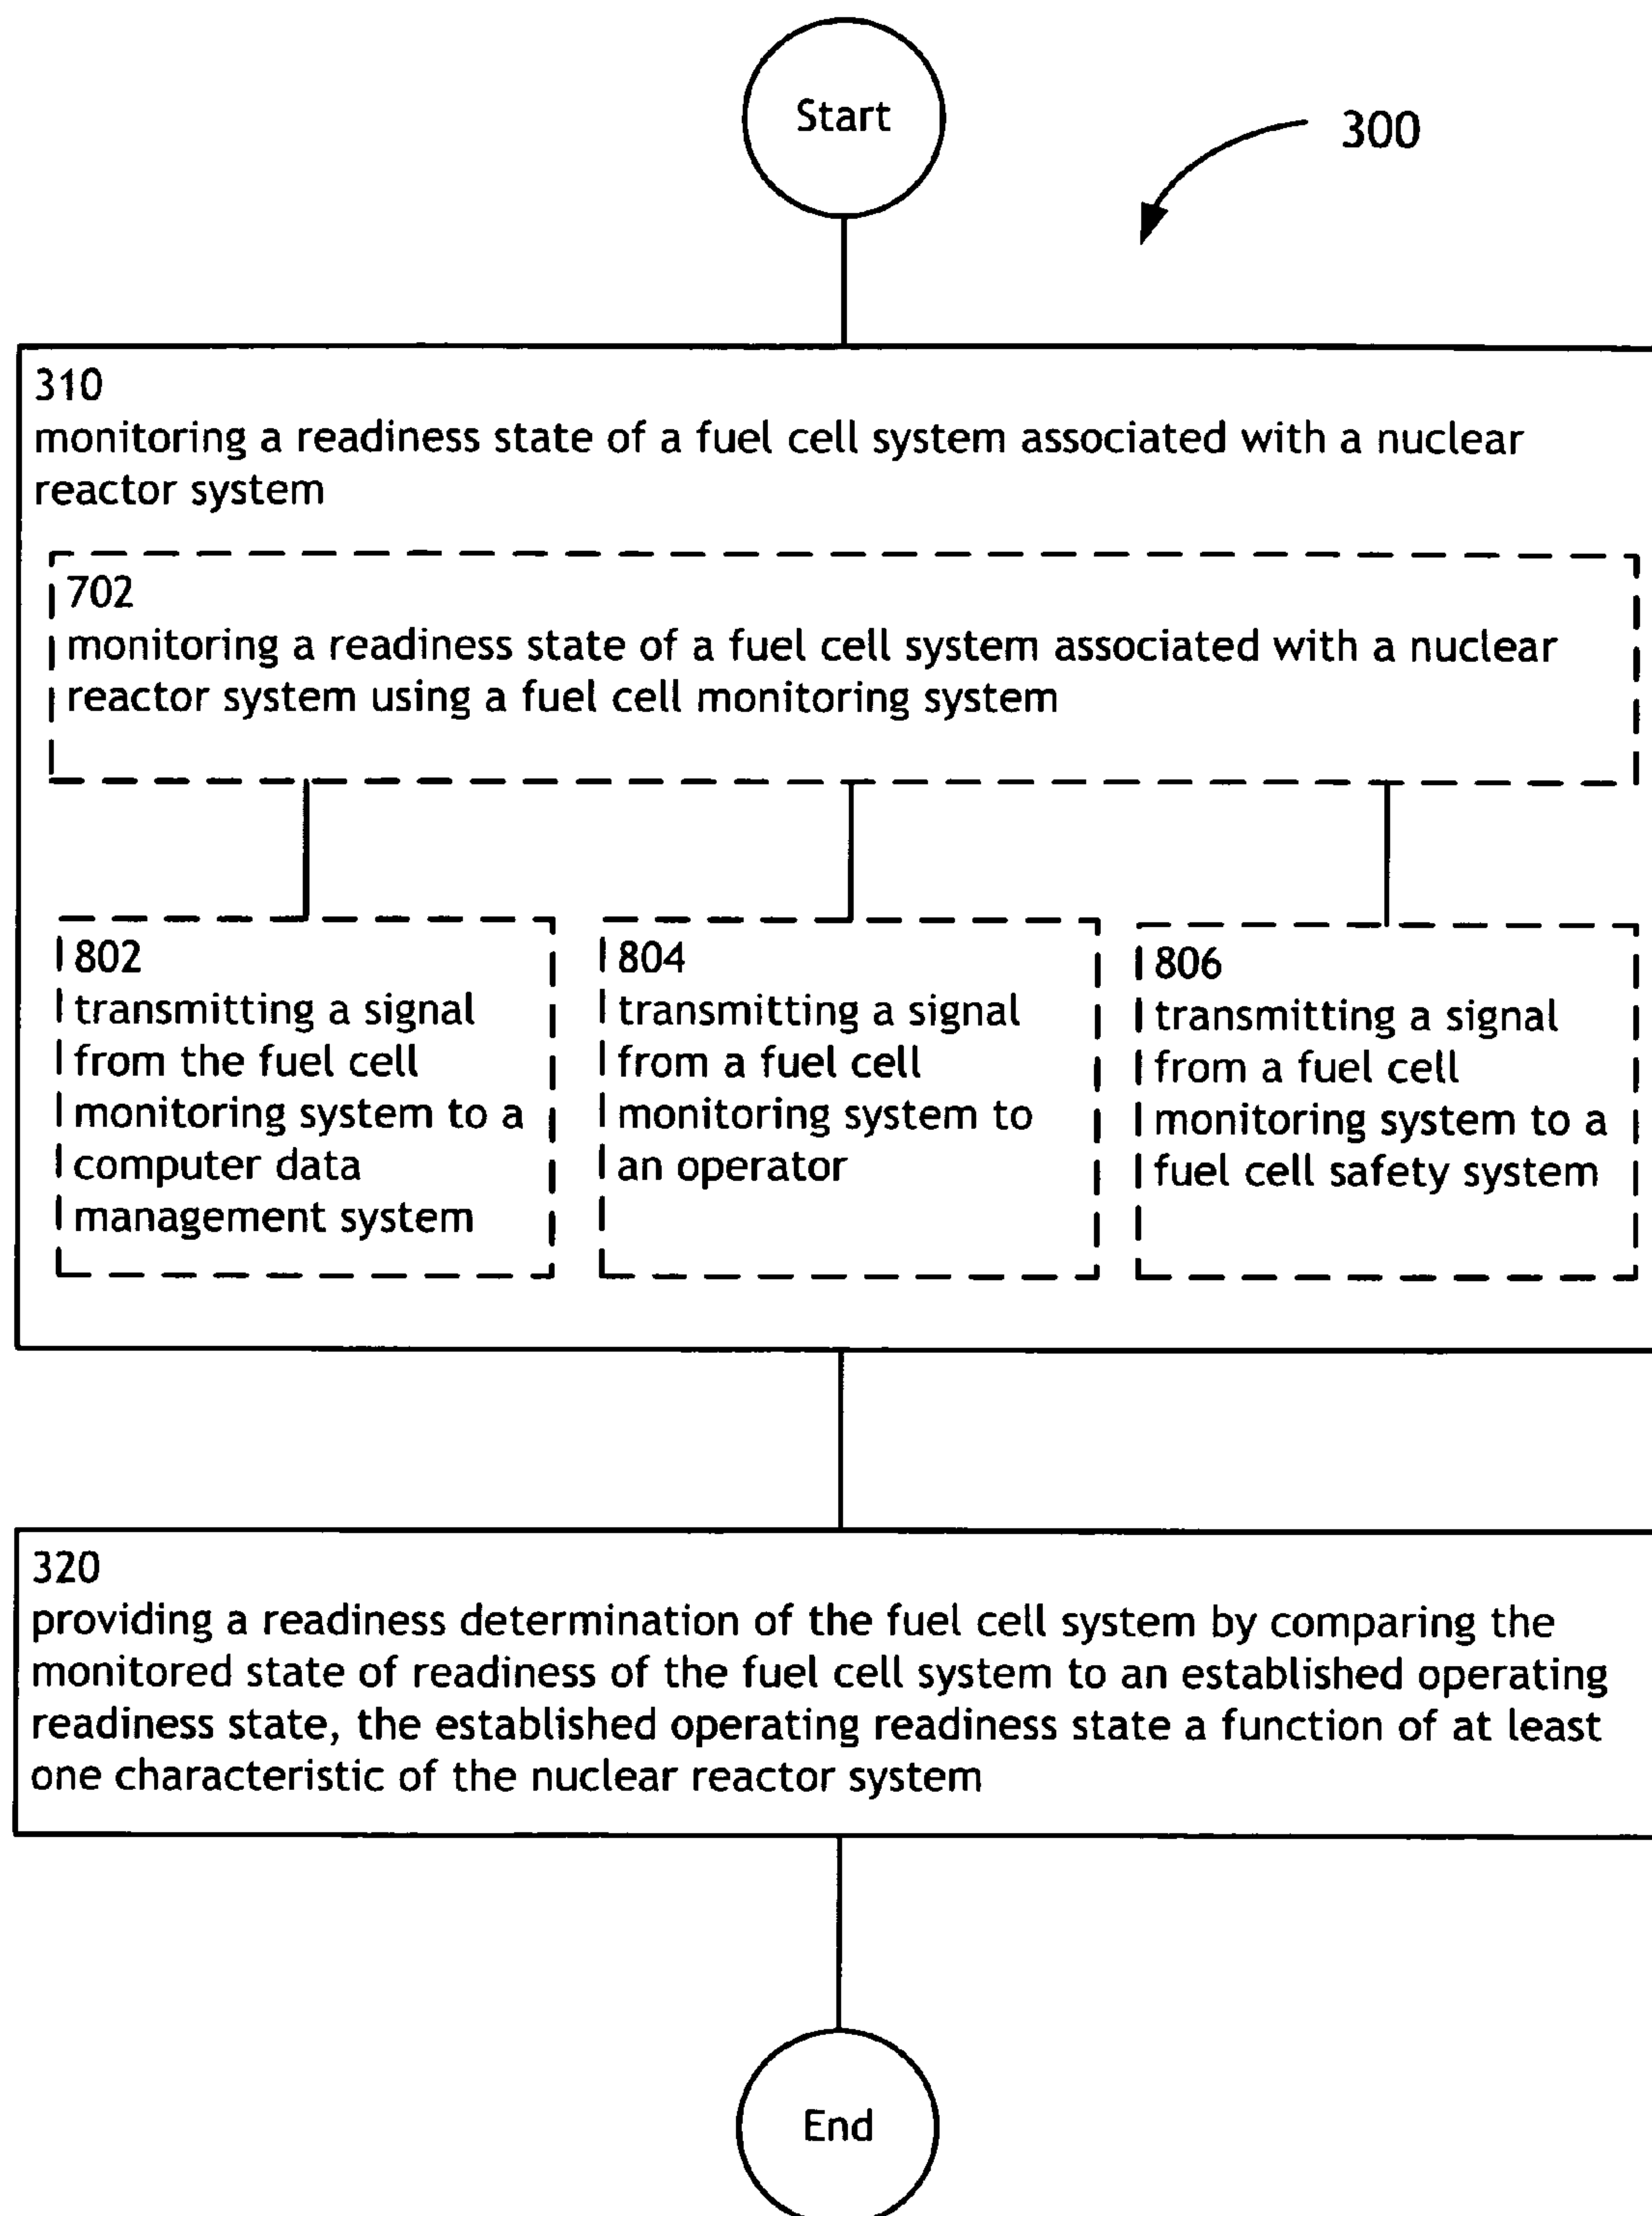 Start
300
310
monitoring a readiness state of a fuel cell system associated with a nuclear
reactor system
702
monitoring a readiness state of a fuel cell system associated with a nuclear
reactor system using a fuel cell monitoring system
802
transmitting a signal
from the fuel cell
monitoring system to a
computer data
management system
804
transmitting a signal
from a fuel cell
monitoring system to
an operator
806
transmitting a signal
from a fuel cell
monitoring system to a
fuel cell safety system
320
providing a readiness determination of the fuel cell system by comparing the
monitored state of readiness of the fuel cell system to an established operating
readiness state, the established operating readiness state a function of at least
one characteristic of the nuclear reactor system
End